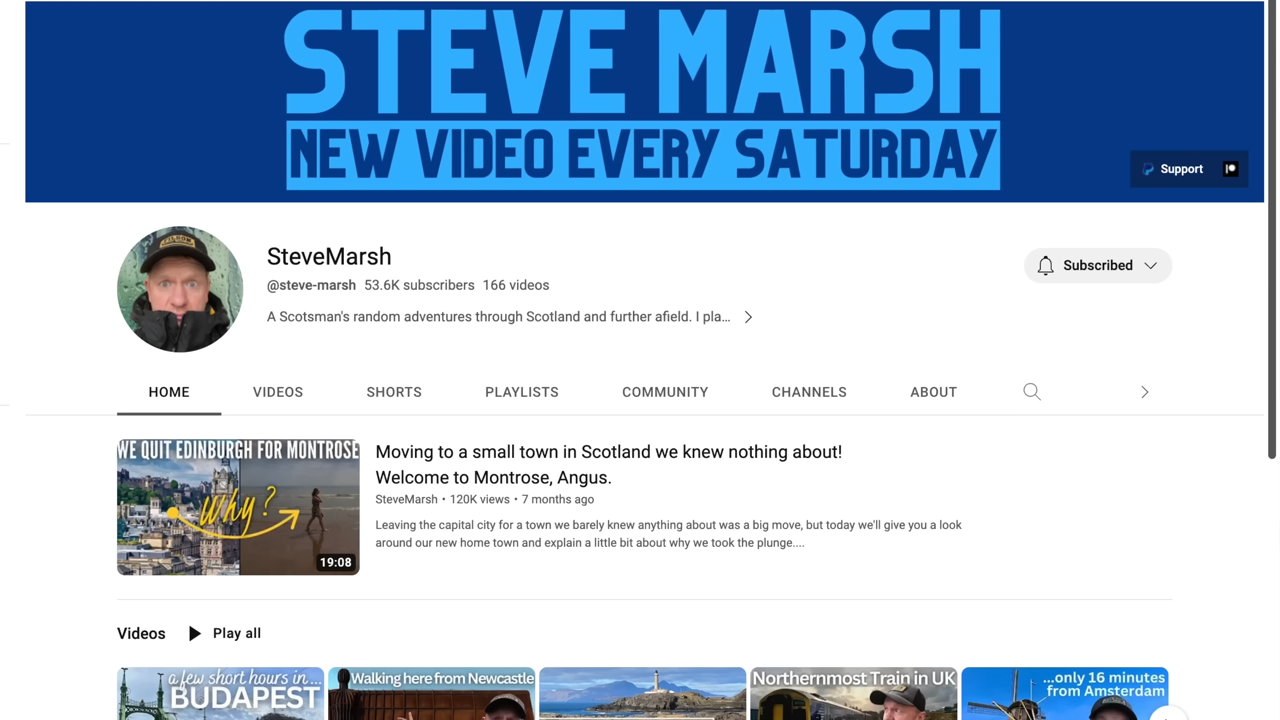 STEVE MARSH
NEW VIDEO EVERY SATURDAY
Support
SteveMarsh
@steve-marsh 53.6K subscribers 166 videos
A Scotsman's random adventures through Scotland and further afield. I pla...
Subscribed
HOME VIDEOS SHORTS PLAYLISTS COMMUNITY CHANNELS ABOUT
WE QUIT EDINBURGH FOR MONTROSE
Why?
19:08
Moving to a small town in Scotland we knew nothing about!
Welcome to Montrose, Angus.
SteveMarsh • 120K views • 7 months ago
Leaving the capital city for a town we barely knew anything about was a big move, but today we'll give you a look
around our new home town and explain a little bit about why we took the plunge....
Videos Play all
a few short hours in...
BUDAPEST
Walking here from Newcastle
Northernmost Train in UK
...only 16 minutes
from Amsterdam